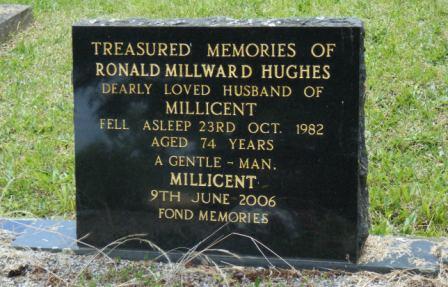 TREASURED MEMORIES OF
RONALD MILLWARD HUGHES
DEARLY LOVED HUSBAND OF
MILLICENT
FELL ASLEEP 23RD OCT. 1982
AGED 74 YEARS
A GENTLE - MAN.
MILLICENT
9TH JUNE 2006
FOND MEMORIES